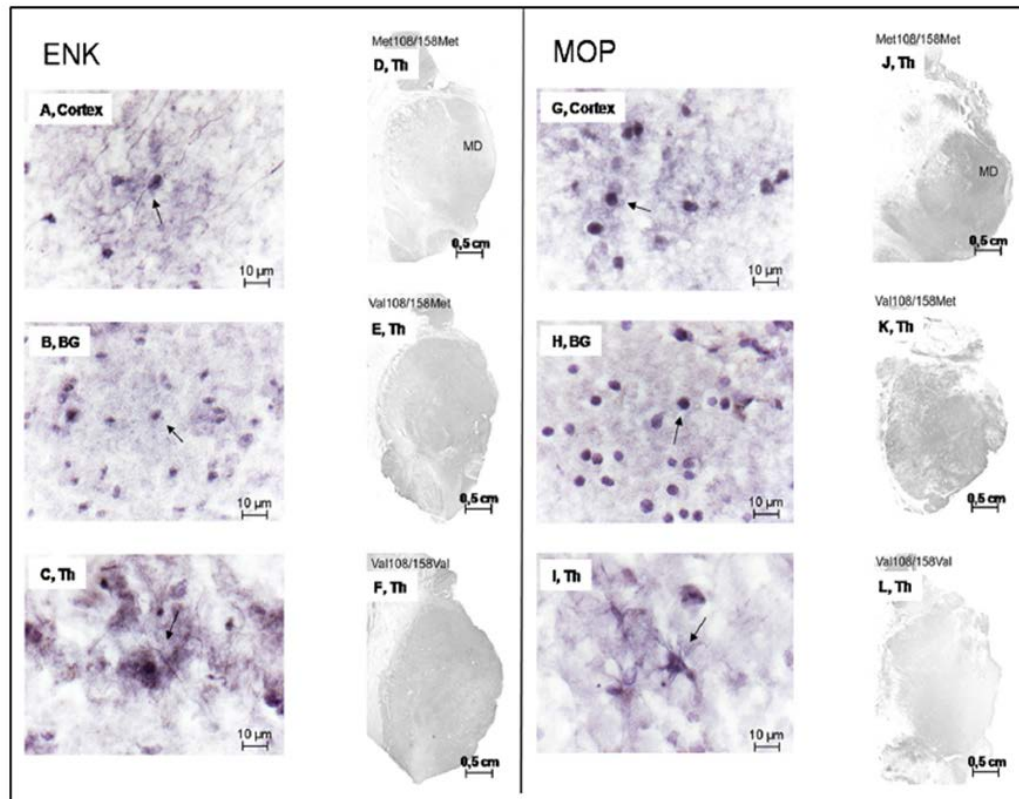 ENK
A, Cortex
10 µm
B, BG
10 µm
C, Th
10 µm
Met108/158Met
D, Th
MD
0,5 cm
Val108/158Met
E, Th
0,5 cm
Val108/158Val
F, Th
0,5 cm
MOP
G, Cortex
10 µm
H, BG
10 µm
I, Th
10 µm
Met108/158Met
J, Th
MD
0,5 cm
Val108/158Met
K, Th
0,5 cm
Val108/158Val
L, Th
0,5 cm